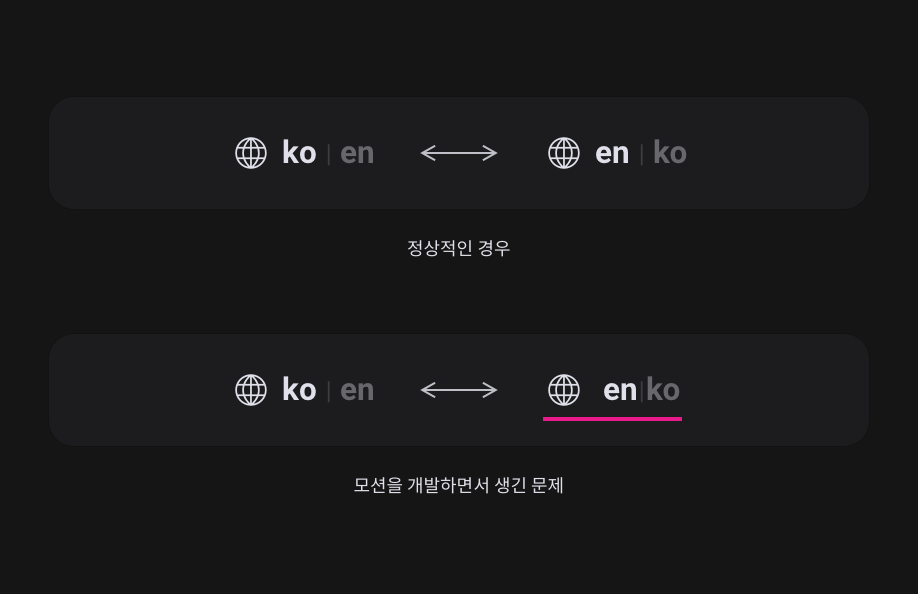 ko | en ⟷ en | ko
정상적인 경우
ko | en ⟷ en|ko
모션을 개발하면서 생긴 문제